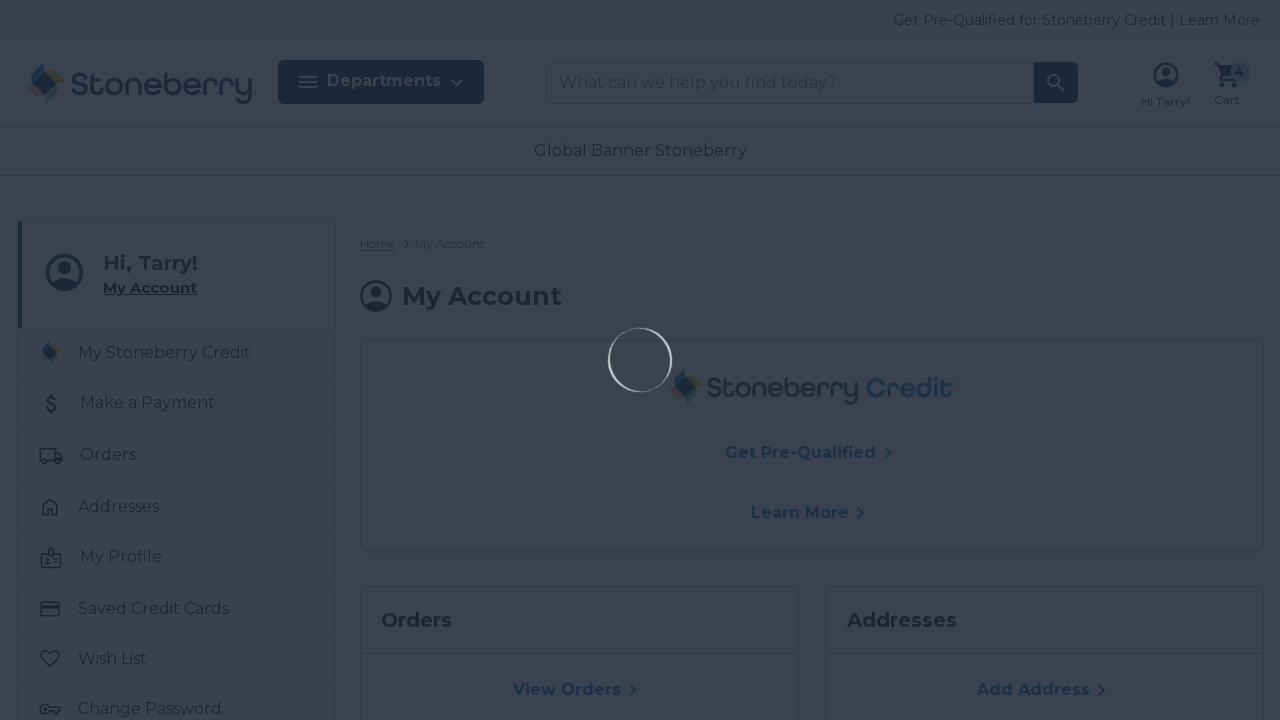 Get Pre-Qualified for Stoneberry Credit | Learn More
Stoneberry
Departments
What can we help you find today?
Hi Tarry!
4
Cart
Global Banner Stoneberry
Hi, Tarry!
My Account
My Stoneberry Credit
Make a Payment
Orders
Addresses
My Profile
Saved Credit Cards
Wish List
Change Password
Home > My Account
My Account
Stoneberry Credit
Get Pre-Qualified
Learn More
Orders
View Orders
Addresses
Add Address